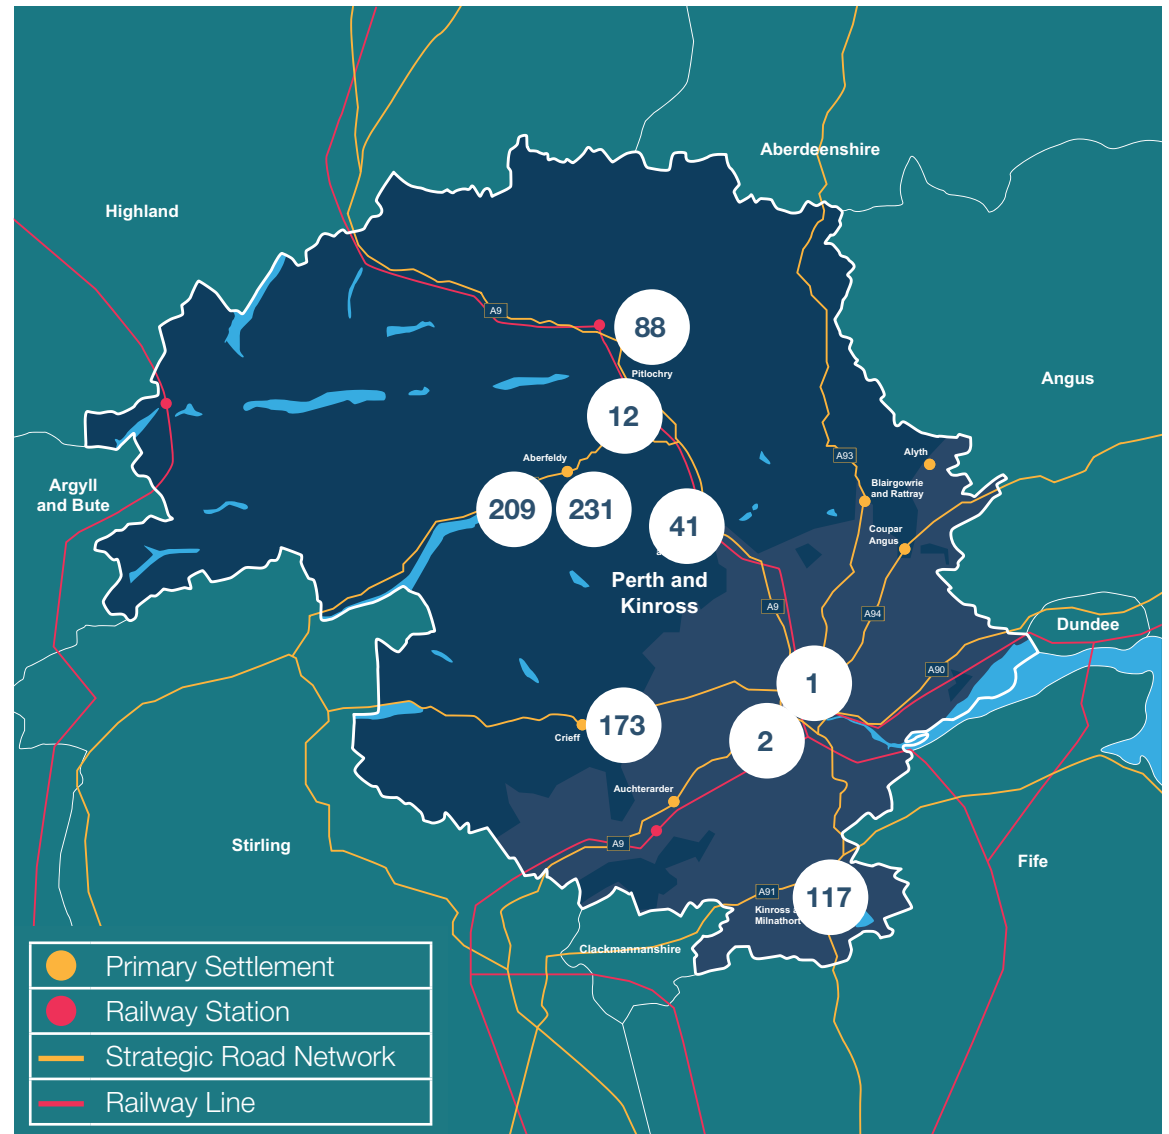 Aberdeenshire
Highland
A9
88
Pitlochry
Angus
12
A93
Alyth
Aberfeldy
Argyll
and Bute
Blairgowrie
and Rattray
209
231
41
Coupar
Angus
Perth and
Kinross
A9
A94
Dundee
A90
1
173
2
Crieff
Auchterarder
A9
Stirling
Fife
A91
117
Kinross
Milnathort
Clackmannanshire
Primary Settlement
Railway Station
Strategic Road Network
Railway Line